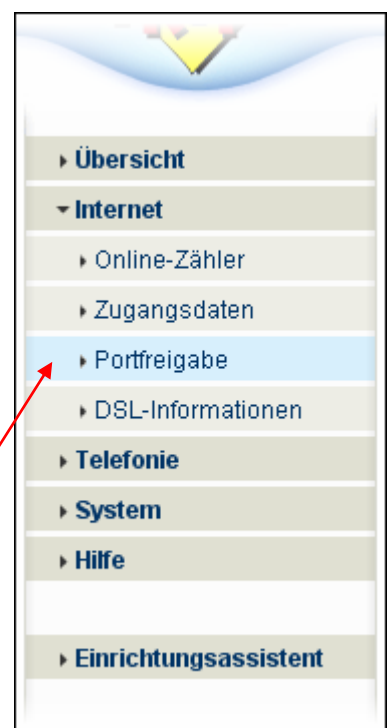 Übersicht
Internet
Online-Zähler
Zugangsdaten
Portfreigabe
DSL-Informationen
Telefonie
System
Hilfe
Einrichtungsassistent